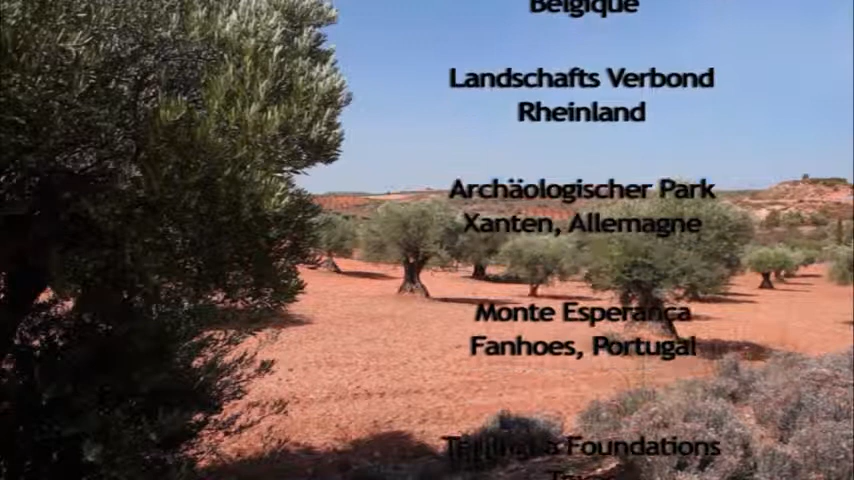 Belgique
Landschafts Verbond
Rheinland
Archäologischer Park
Xanten, Allemagne
Monte Esperança
Fanhoes, Portugal
Foundations